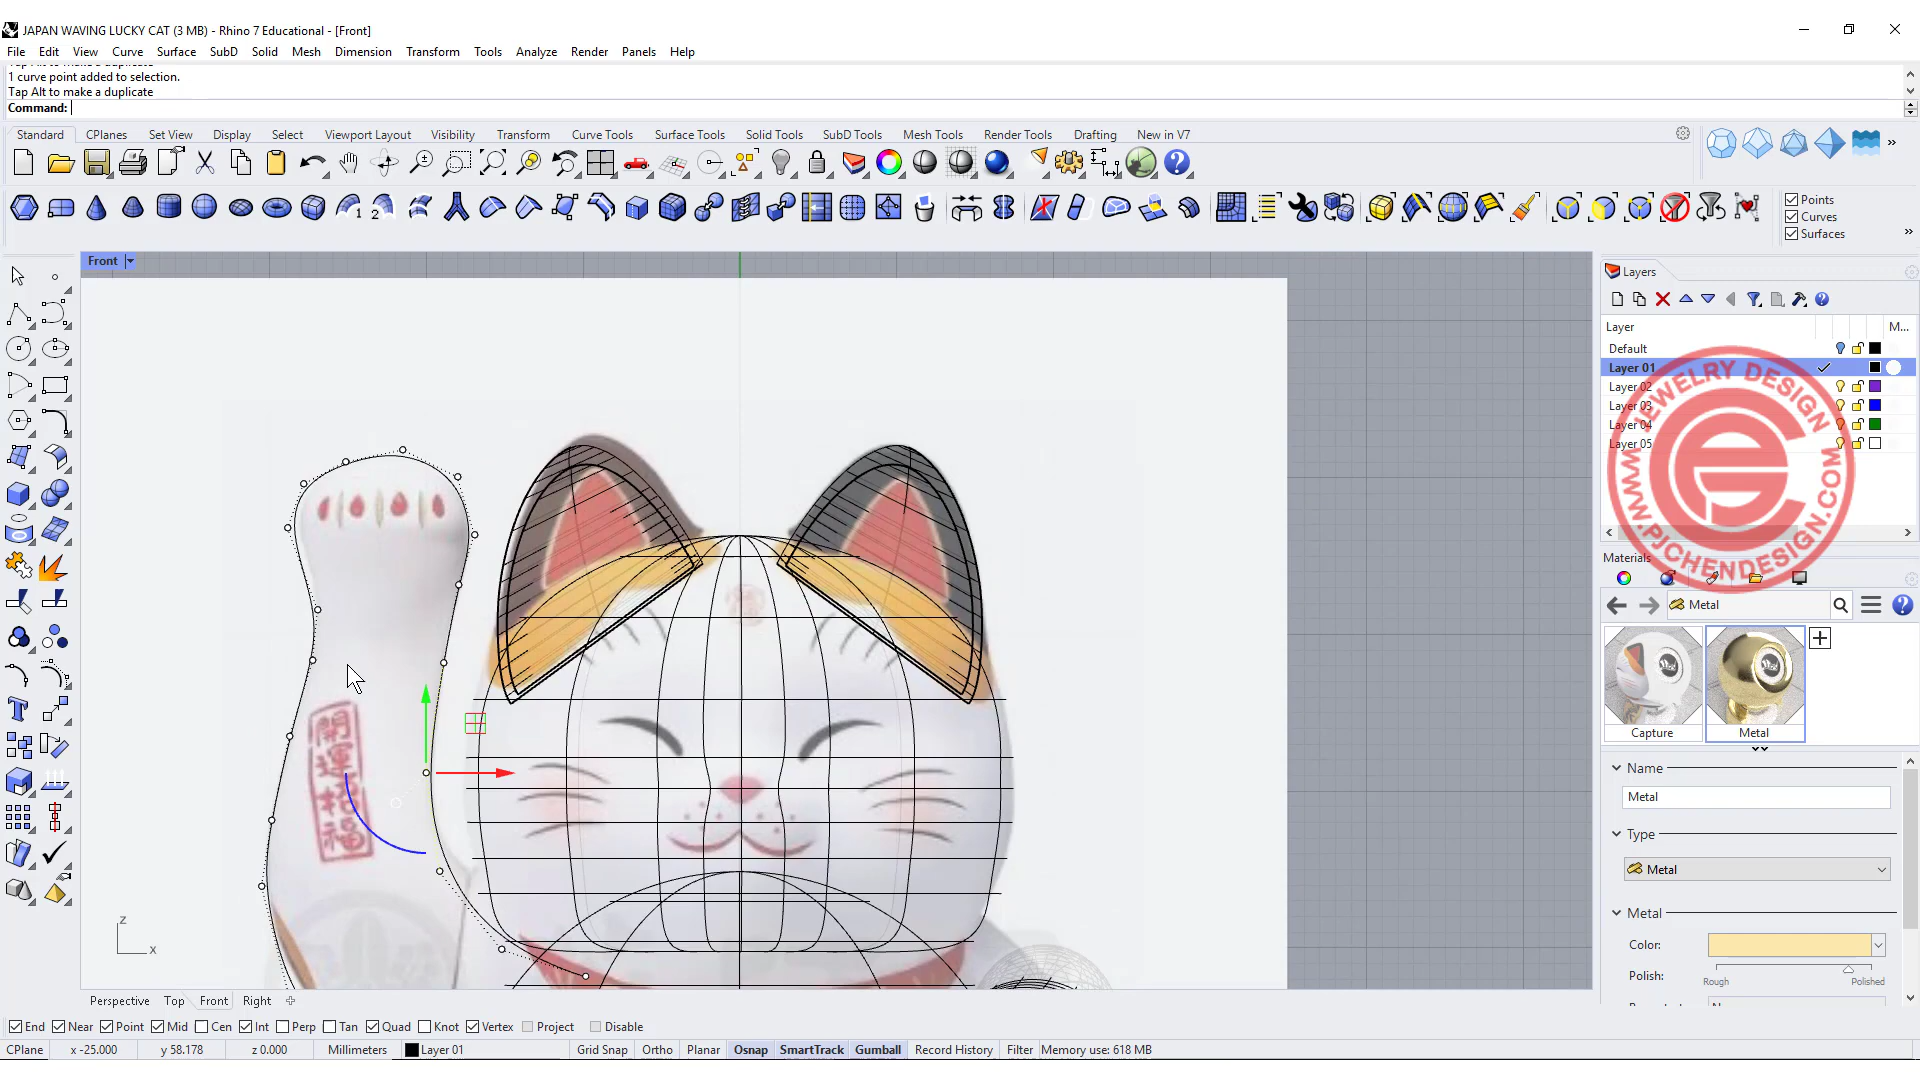 JAPAN WAVING LUCKY CAT (3 MB) - Rhino 7 Educational - [Front]
File Edit View Curve Surface SubD Solid Mesh Dimension Transform Tools Analyze Render Panels Help
Tap Alt to make a duplicate
1 curve point added to selection.
Tap Alt to make a duplicate
Command:
Standard CPlanes Set View Display Select Viewport Layout Visibility Transform Curve Tools Surface Tools Solid Tools SubD Tools Mesh Tools Render Tools Drafting New in V7
Points
Curves
Surfaces
Front
Layers
Layer M...
Default
Layer 01
Layer 02
Layer 03
Layer 04
Layer 05
JEWELRY DESIGN
WWW.PJCHENDESIGN.COM
Materials
Metal
Capture Metal
Name
Metal
Type
Metal
Metal
Color:
Polish:
Rough Polished
開
運
招
福
z
x
Perspective Top Front Right
End Near Point Mid Cen Int Perp Tan Quad Knot Vertex Project Disable
CPlane x -25.000 y 58.178 z 0.000 Millimeters Layer 01 Grid Snap Ortho Planar Osnap SmartTrack Gumball Record History Filter Memory use: 618 MB